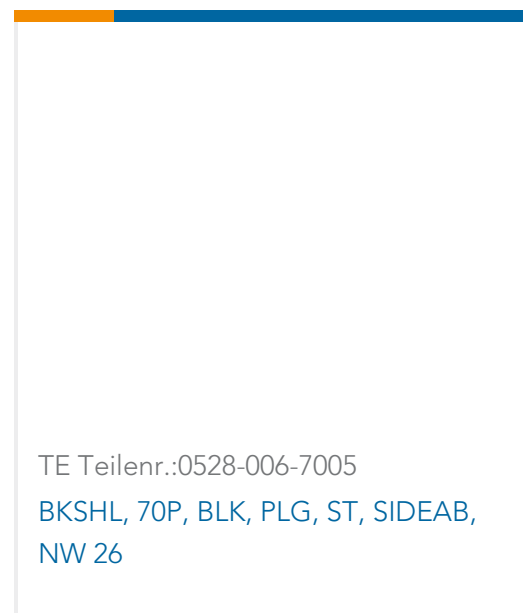 TE Teilenr.:0528-006-7005
BKSHL, 70P, BLK, PLG, ST, SIDEAB,
NW 26